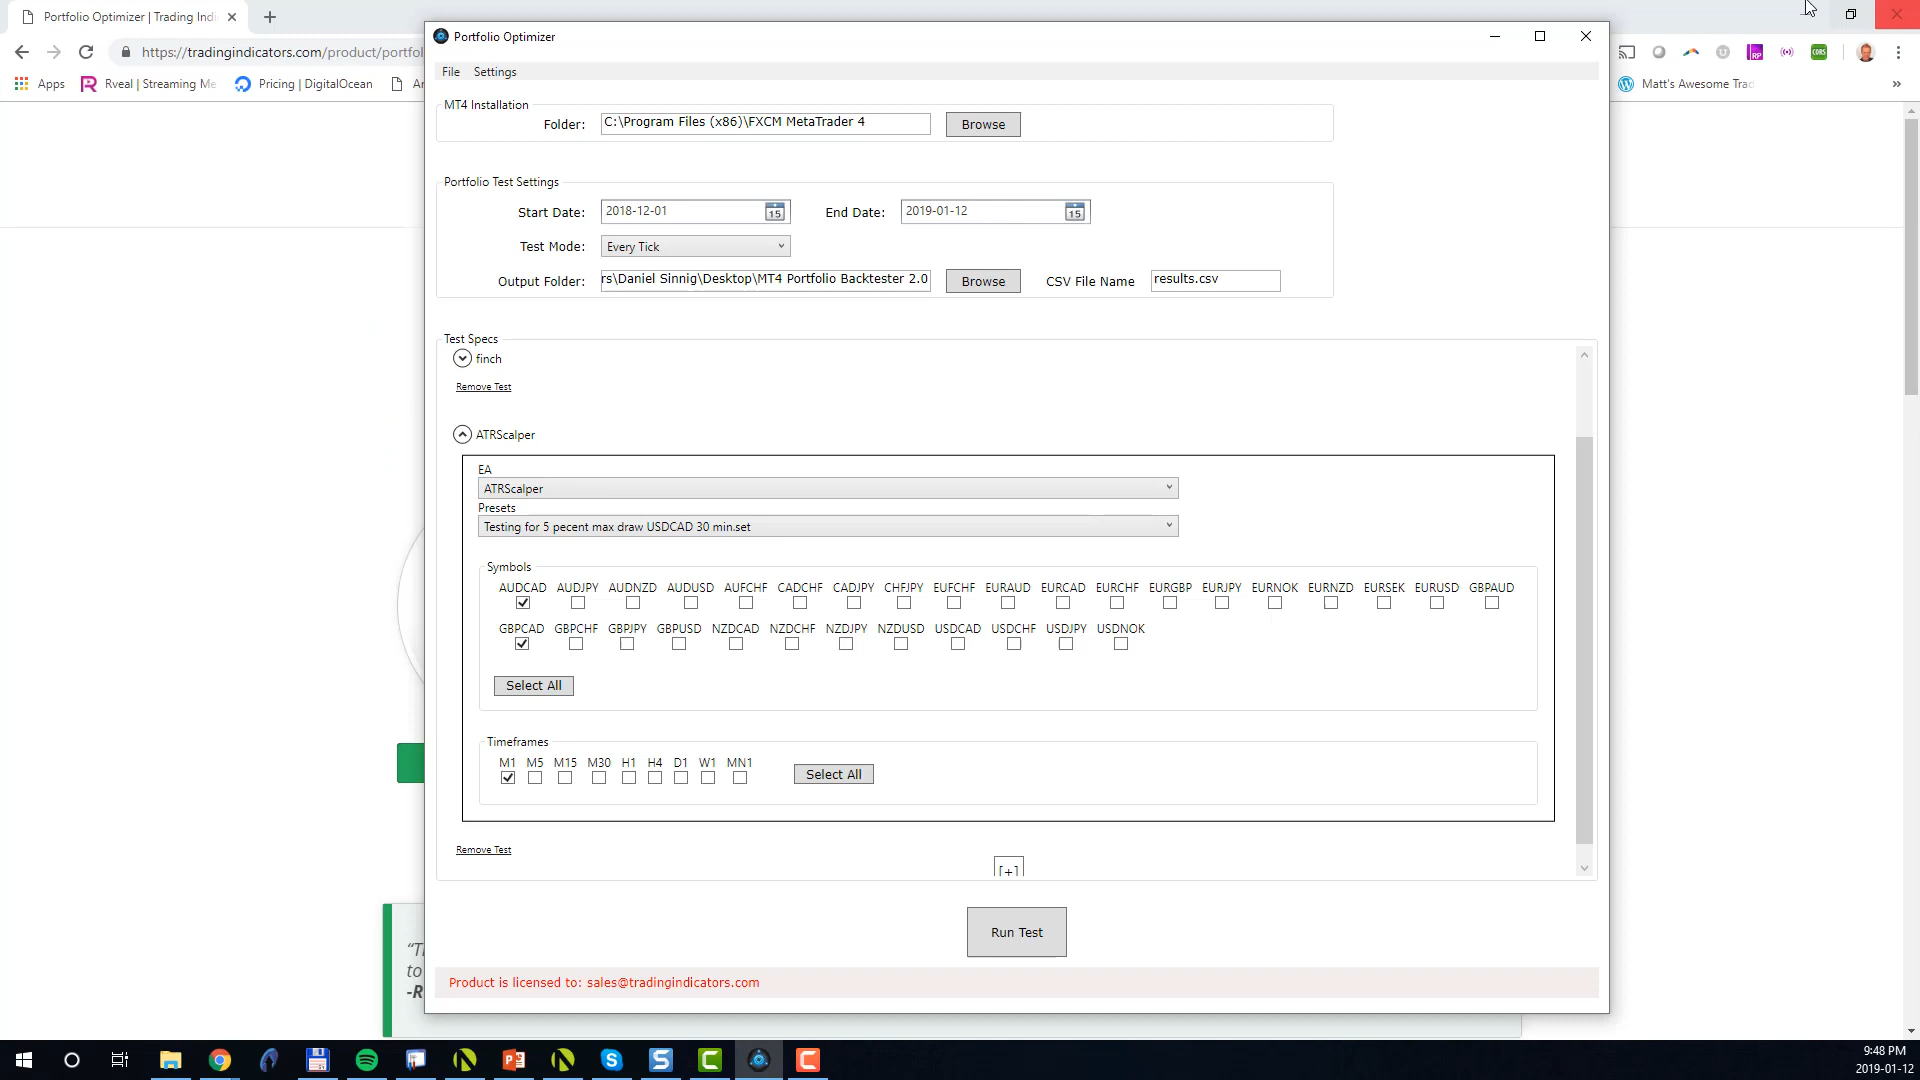 Portfolio Optimizer | Trading Indi
https://tradingindicators.com/product/portfol
Apps
Rveal | Streaming Me
Pricing | DigitalOcean
Matt's Awesome Trad
»
Portfolio Optimizer
File Settings
MT4 Installation
Folder: C:\Program Files (x86)\FXCM MetaTrader 4 Browse
Portfolio Test Settings
Start Date: 2018-12-01 15 End Date: 2019-01-12 15
Test Mode: Every Tick
Output Folder: rs\Daniel Sinnig\Desktop\MT4 Portfolio Backtester 2.0 Browse CSV File Name results.csv
Test Specs
finch
Remove Test
ATRScalper
EA
ATRScalper
Presets
Testing for 5 pecent max draw USDCAD 30 min.set
Symbols
AUDCAD AUDJPY AUDNZD AUDUSD AUFCHF CADCHF CADJPY CHFJPY EUFCHF EURAUD EURCAD EURCHF EURGBP EURJPY EURNOK EURNZD EURSEK EURUSD GBPAUD
GBPCAD GBPCHF GBPJPY GBPUSD NZDCAD NZDCHF NZDJPY NZDUSD USDCAD USDCHF USDJPY USDNOK
Select All
Timeframes
M1 M5 M15 M30 H1 H4 D1 W1 MN1
Select All
Remove Test
[+]
Run Test
Product is licensed to: sales@tradingindicators.com
to
-R
9:48 PM
2019-01-12